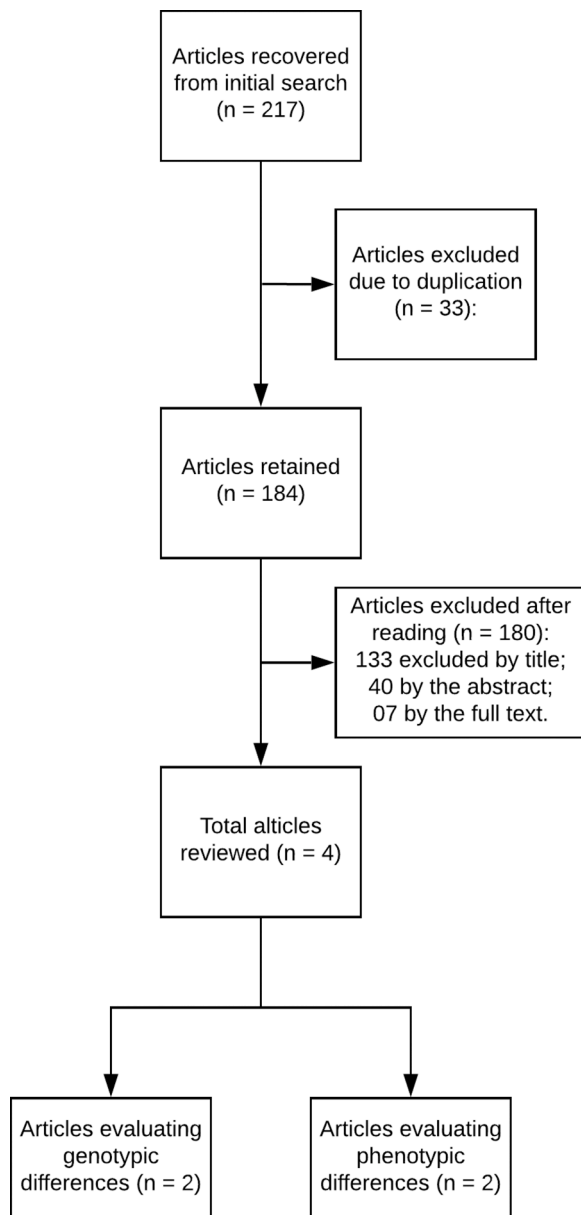 Articles recovered
from initial search
(n = 217)
Articles excluded
due to duplication
(n = 33):
Articles retained
(n = 184)
Articles excluded after
reading (n = 180):
133 excluded by title;
40 by the abstract;
07 by the full text.
Total alticles
reviewed (n = 4)
Articles evaluating
genotypic
differences (n = 2)
Articles evaluating
phenotypic
differences (n = 2)